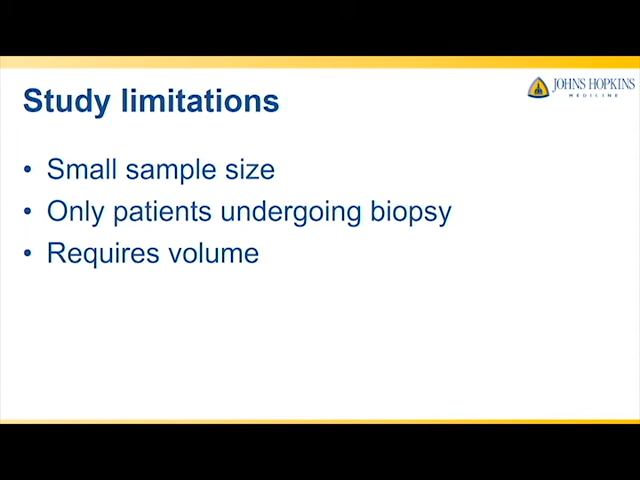 Study limitations
JOHNS HOPKINS
MEDICINE
• Small sample size
• Only patients undergoing biopsy
• Requires volume